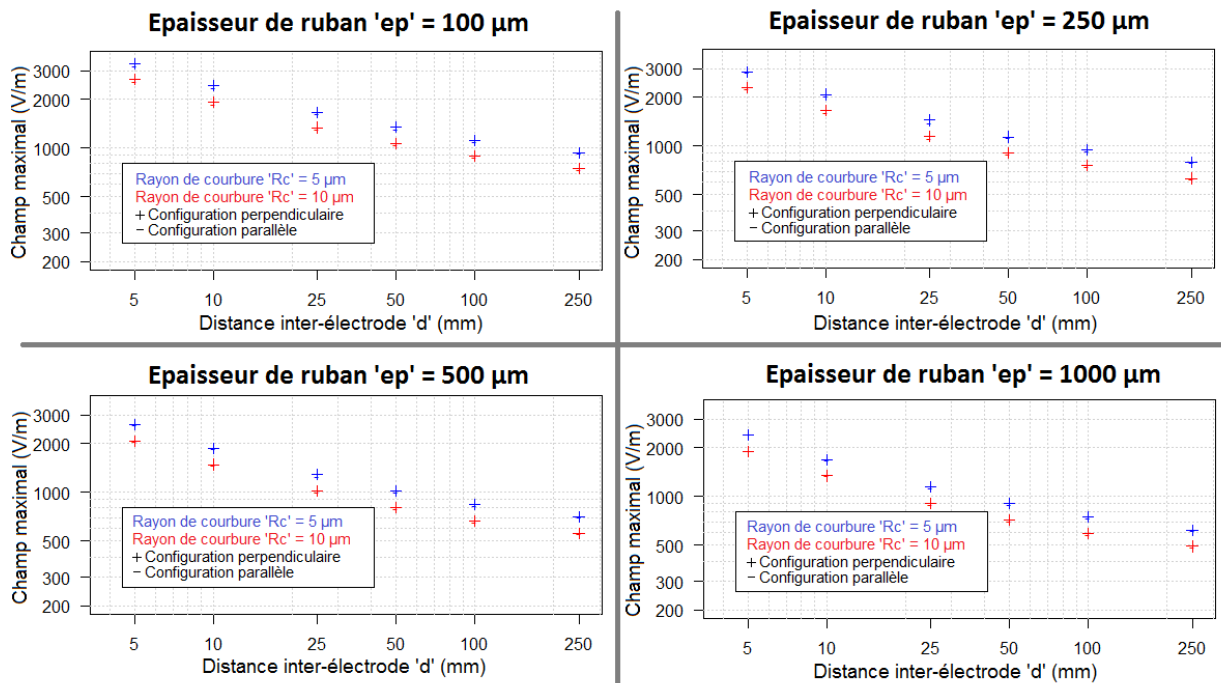 Epaisseur de ruban 'ep' = 100 µm
Champ maximal (V/m)
3000
2000
1000
500
300
200
Rayon de courbure 'Rc' = 5 µm
Rayon de courbure 'Rc' = 10 µm
+ Configuration perpendiculaire
− Configuration parallèle
5 10 25 50 100 250
Distance inter-électrode 'd' (mm)
Epaisseur de ruban 'ep' = 250 µm
Champ maximal (V/m)
3000
2000
1000
500
300
200
Rayon de courbure 'Rc' = 5 µm
Rayon de courbure 'Rc' = 10 µm
+ Configuration perpendiculaire
− Configuration parallèle
5 10 25 50 100 250
Distance inter-électrode 'd' (mm)
Epaisseur de ruban 'ep' = 500 µm
Champ maximal (V/m)
3000
2000
1000
500
300
200
Rayon de courbure 'Rc' = 5 µm
Rayon de courbure 'Rc' = 10 µm
+ Configuration perpendiculaire
− Configuration parallèle
5 10 25 50 100 250
Distance inter-électrode 'd' (mm)
Epaisseur de ruban 'ep' = 1000 µm
Champ maximal (V/m)
3000
2000
1000
500
300
200
Rayon de courbure 'Rc' = 5 µm
Rayon de courbure 'Rc' = 10 µm
+ Configuration perpendiculaire
− Configuration parallèle
5 10 25 50 100 250
Distance inter-électrode 'd' (mm)